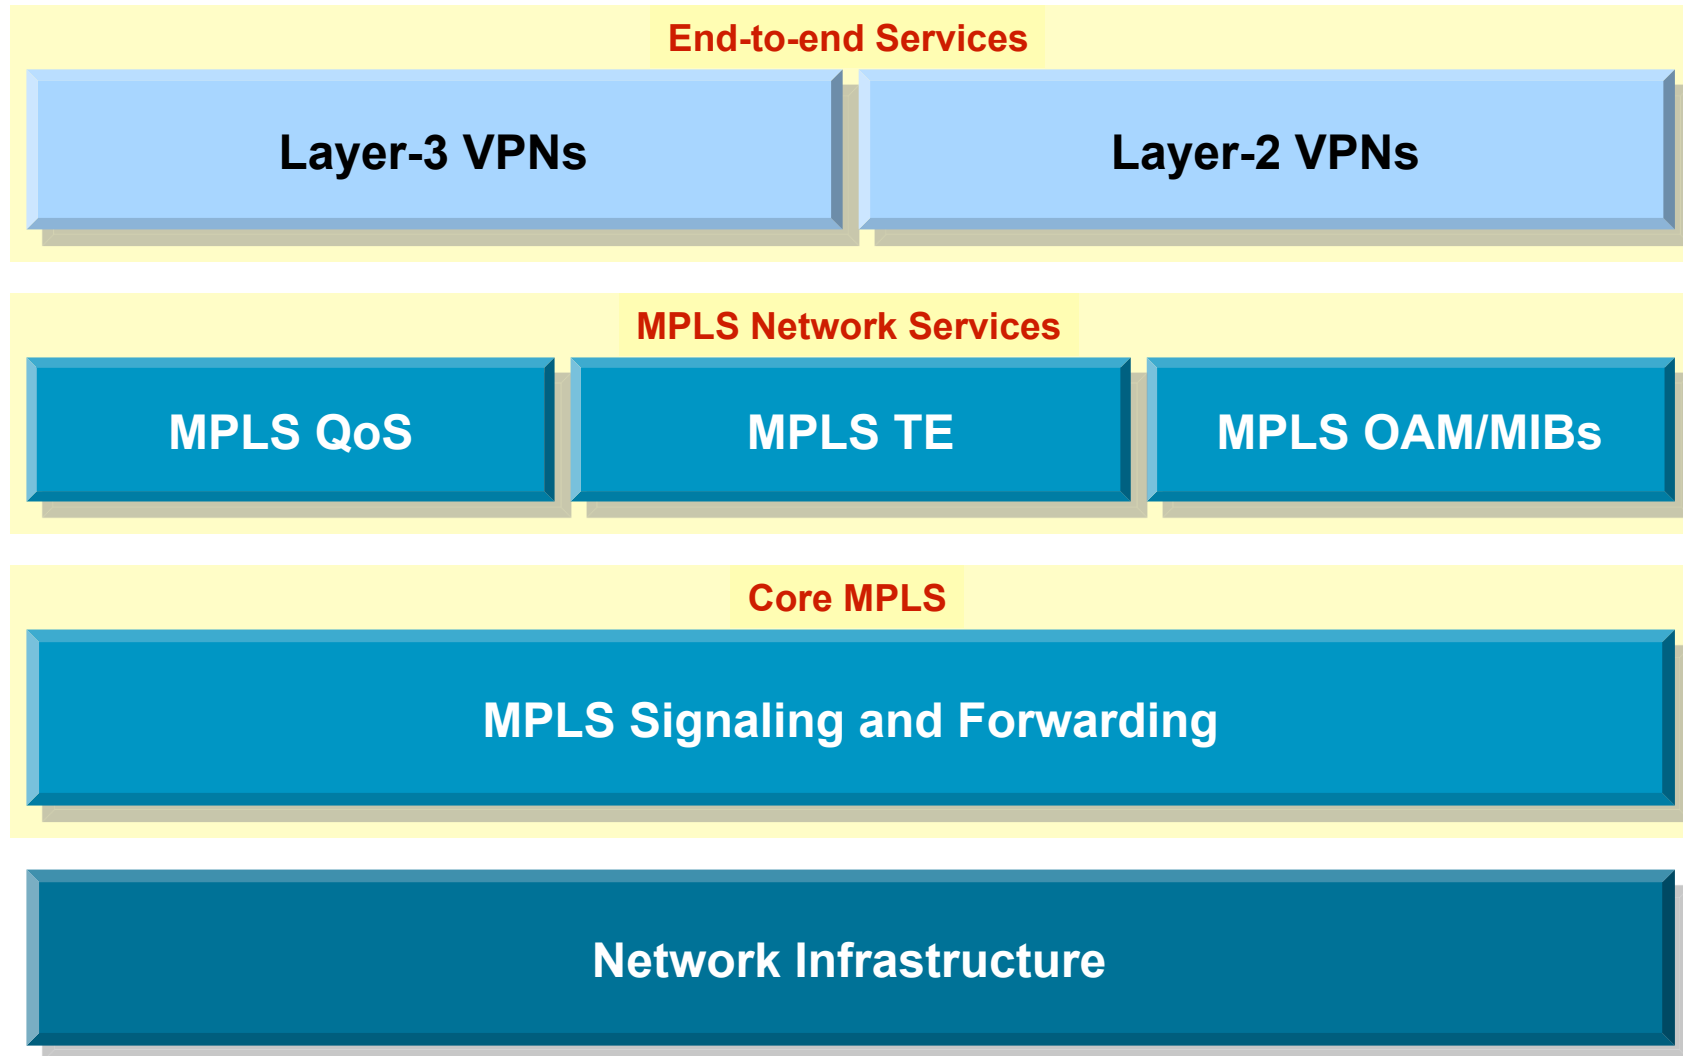 End-to-end Services
Layer-3 VPNs
Layer-2 VPNs
MPLS Network Services
MPLS QoS
MPLS TE
MPLS OAM/MIBs
Core MPLS
MPLS Signaling and Forwarding
Network Infrastructure